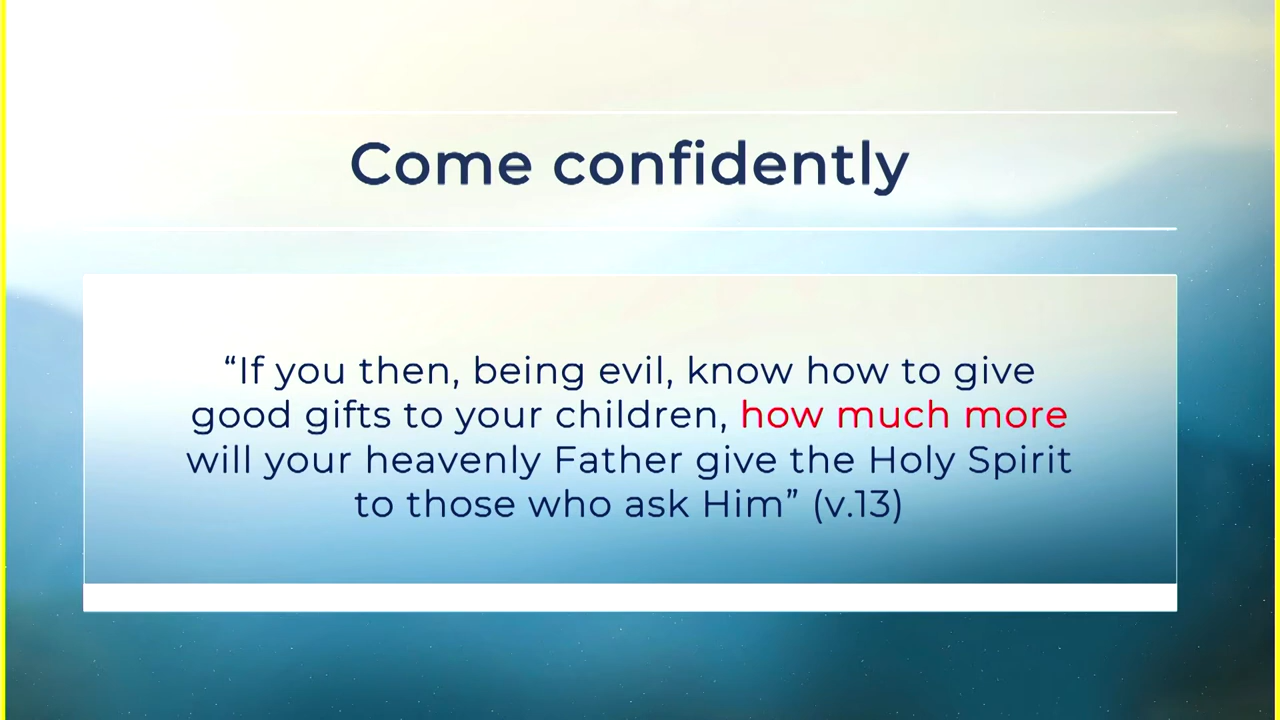 Come confidently
“If you then, being evil, know how to give
good gifts to your children, how much more
will your heavenly Father give the Holy Spirit
to those who ask Him” (v.13)